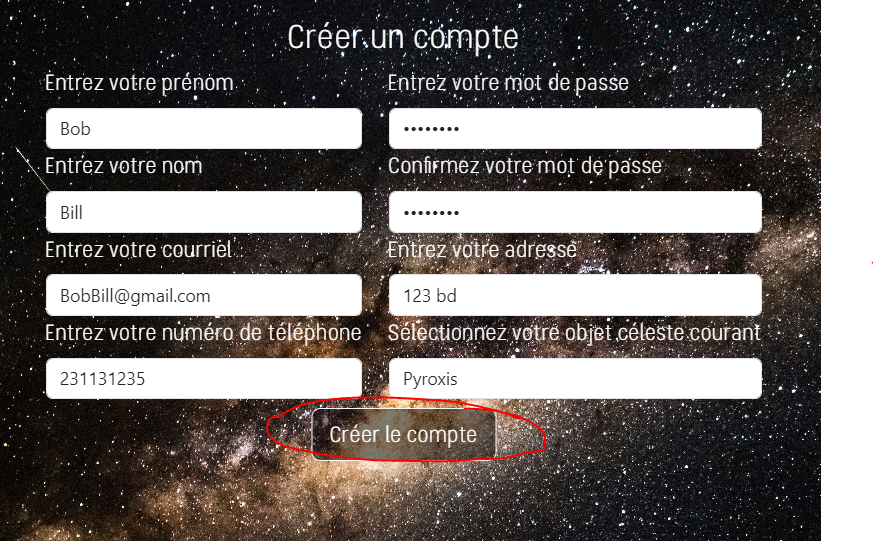 Créer un compte
Entrez votre prénom
Bob
Entrez votre nom
Bill
Entrez votre courriel
BobBill@gmail.com
Entrez votre numéro de téléphone
231131235
Entrez votre mot de passe
••••••••
Confirmez votre mot de passe
••••••••
Entrez votre adresse
123 bd
Sélectionnez votre objet céleste courant
Pyroxis
Créer le compte